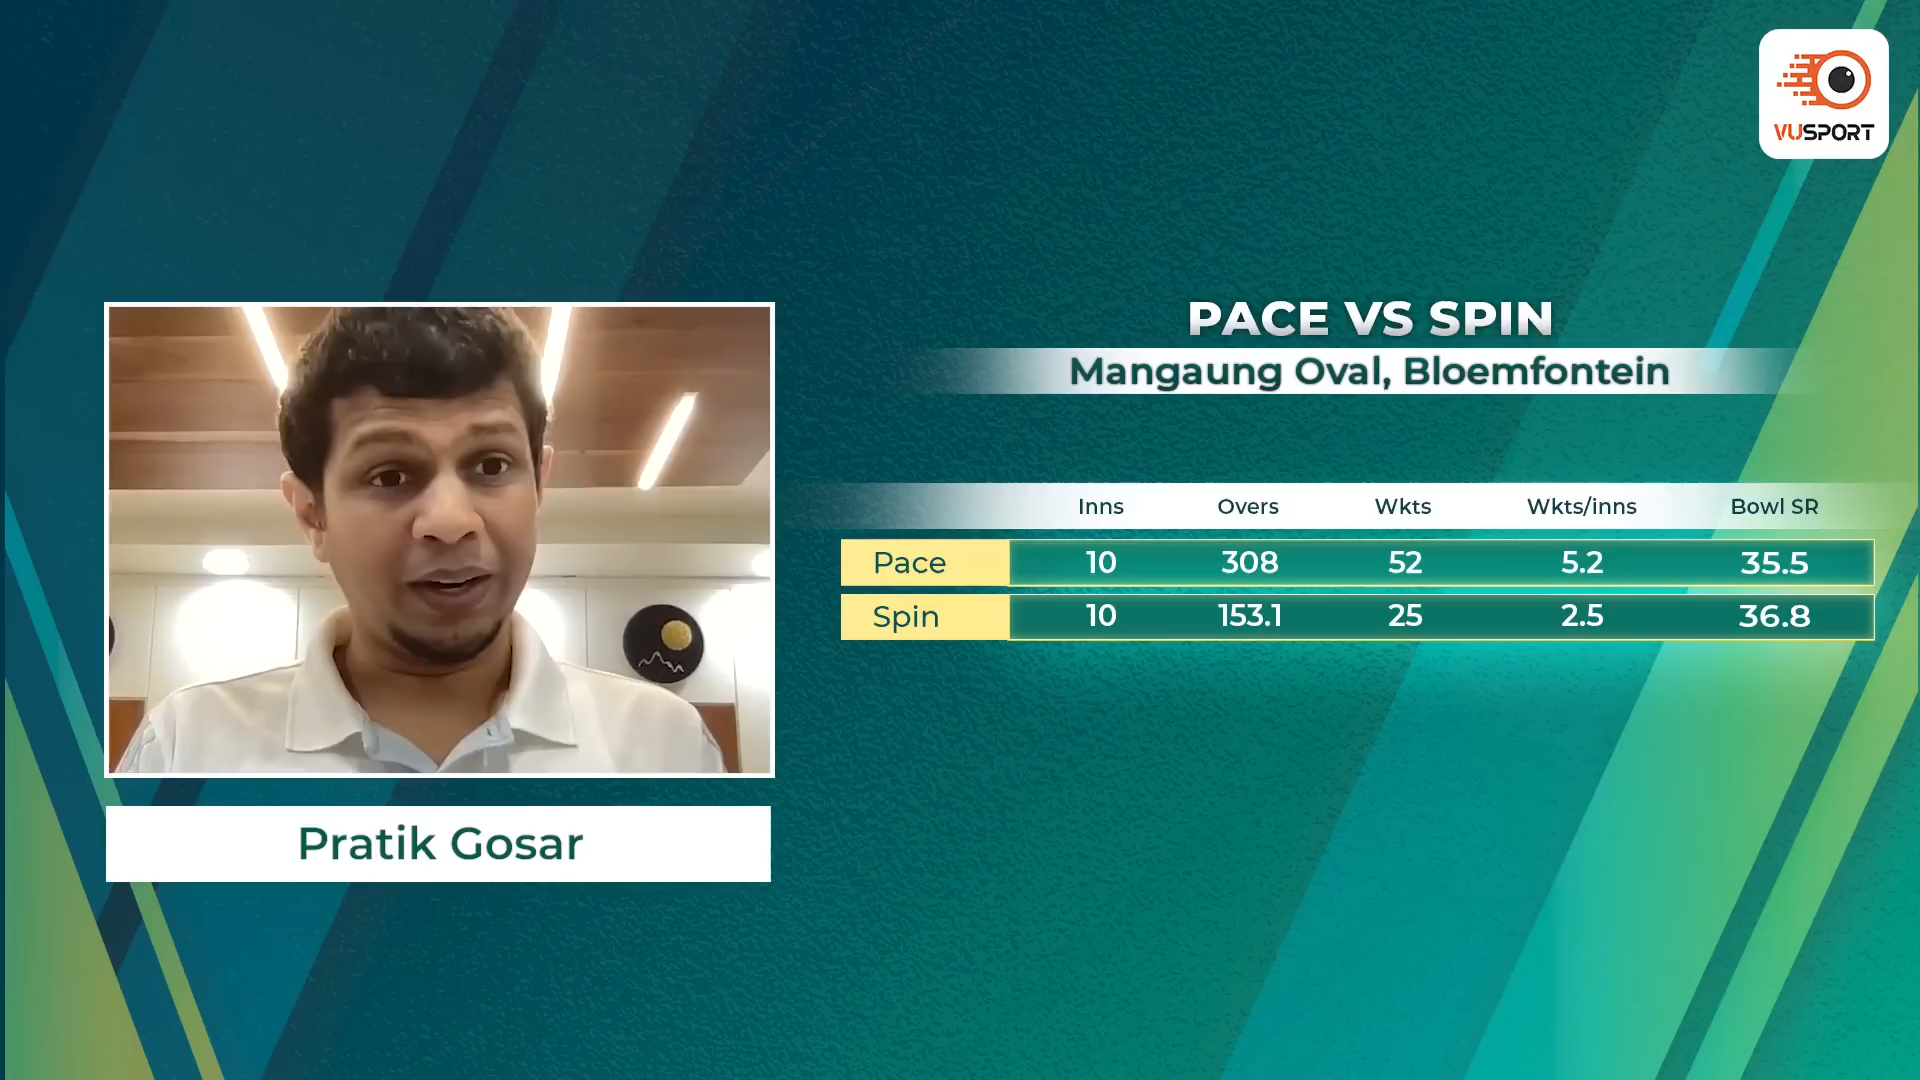 VUSPORT
PACE VS SPIN
Mangaung Oval, Bloemfontein
Inns Overs Wkts Wkts/inns Bowl SR
Pace 10 308 52 5.2 35.5
Spin 10 153.1 25 2.5 36.8
Pratik Gosar